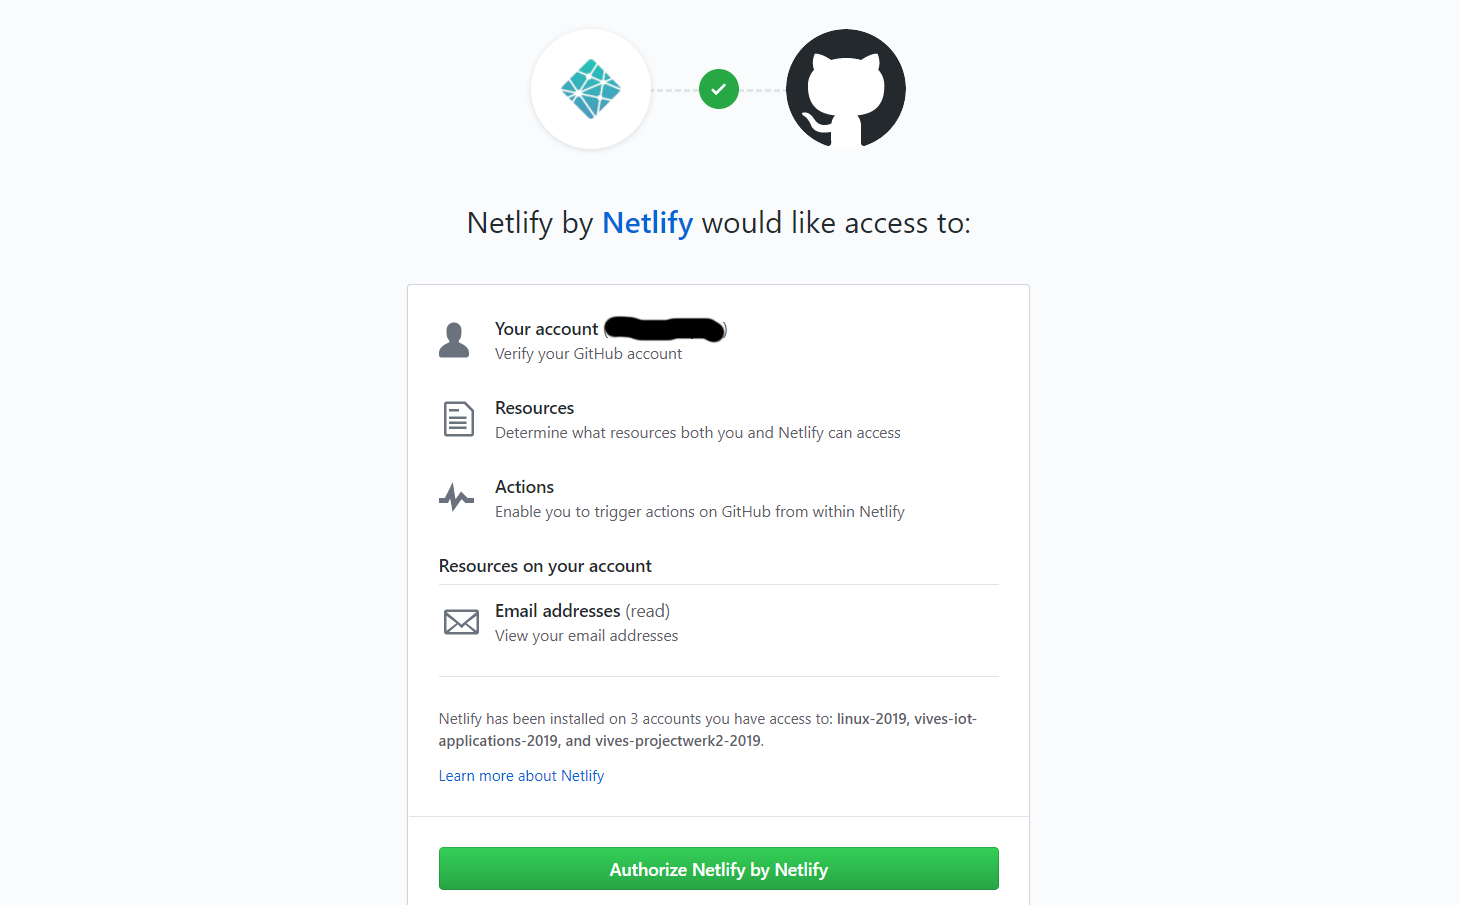 Netlify by Netlify would like access to:
Your account ( )
Verify your GitHub account
Resources
Determine what resources both you and Netlify can access
Actions
Enable you to trigger actions on GitHub from within Netlify
Resources on your account
Email addresses (read)
View your email addresses
Netlify has been installed on 3 accounts you have access to: linux-2019, vives-iot-
applications-2019, and vives-projectwerk2-2019.
Learn more about Netlify
Authorize Netlify by Netlify